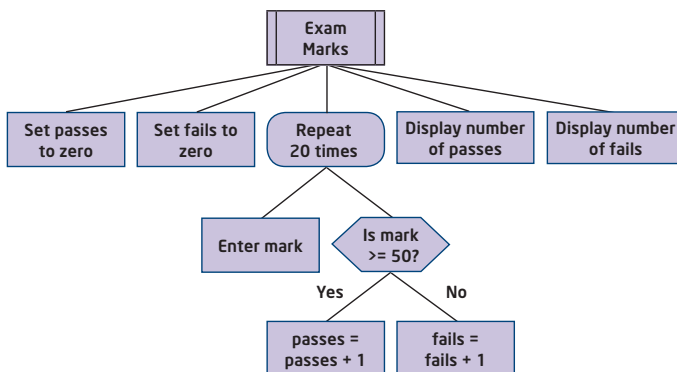 Exam
Marks
Set passes
to zero
Set fails to
zero
Repeat
20 times
Display number
of passes
Display number
of fails
Enter mark
Is mark
>= 50?
Yes
No
passes =
passes + 1
fails =
fails + 1